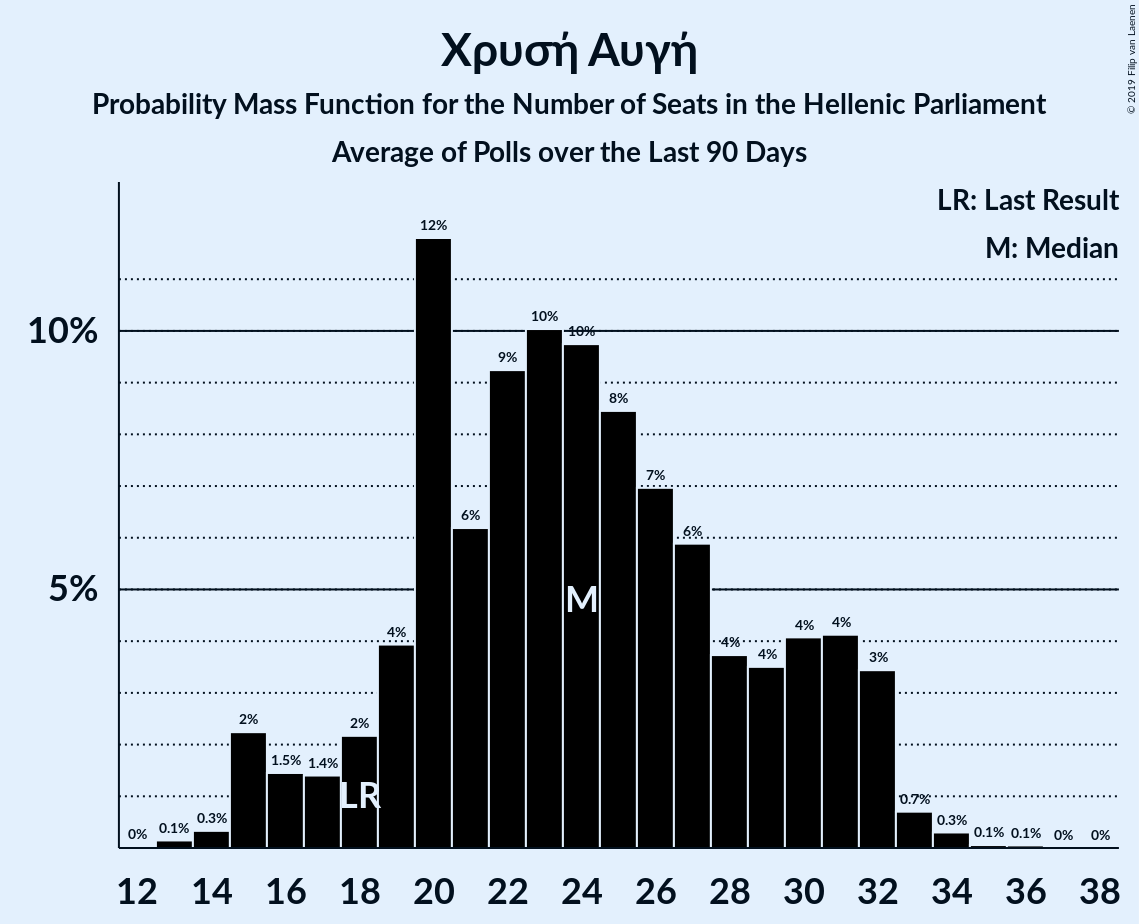 Χρυσή Αυγή
Probability Mass Function for the Number of Seats in the Hellenic Parliament
Average of Polls over the Last 90 Days
© 2019 Filip van Laenen
LR: Last Result
M: Median
10%
5%
0% 0.1% 0.3% 2% 1.5% 1.4% 2% 4% 12% 6% 9% 10% 10% 8% 7% 6% 4% 4% 4% 4% 3% 0.7% 0.3% 0.1% 0.1% 0% 0%
M
LR
12 14 16 18 20 22 24 26 28 30 32 34 36 38